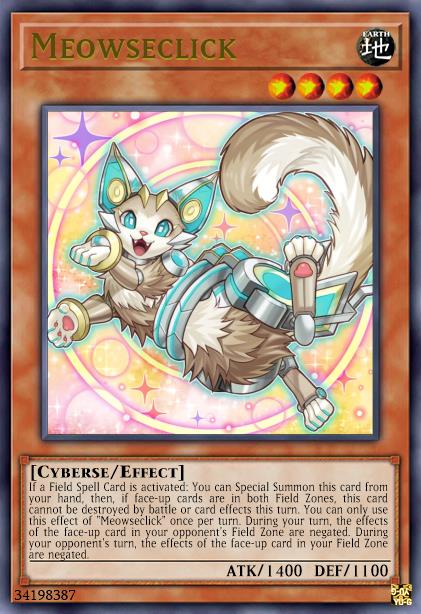 MEOWSECLICK
EARTH
地
[CYBERSE/EFFECT]
If a Field Spell Card is activated: You can Special Summon this card from
your hand, then, if face-up cards are in both Field Zones, this card
cannot be destroyed by battle or card effects this turn. You can only use
this effect of "Meowseclick" once per turn. During your turn, the effects
of the face-up card in your opponent's Field Zone are negated. During
your opponent's turn, the effects of the face-up card in your Field Zone
are negated.
ATK/1400 DEF/1100
34198387